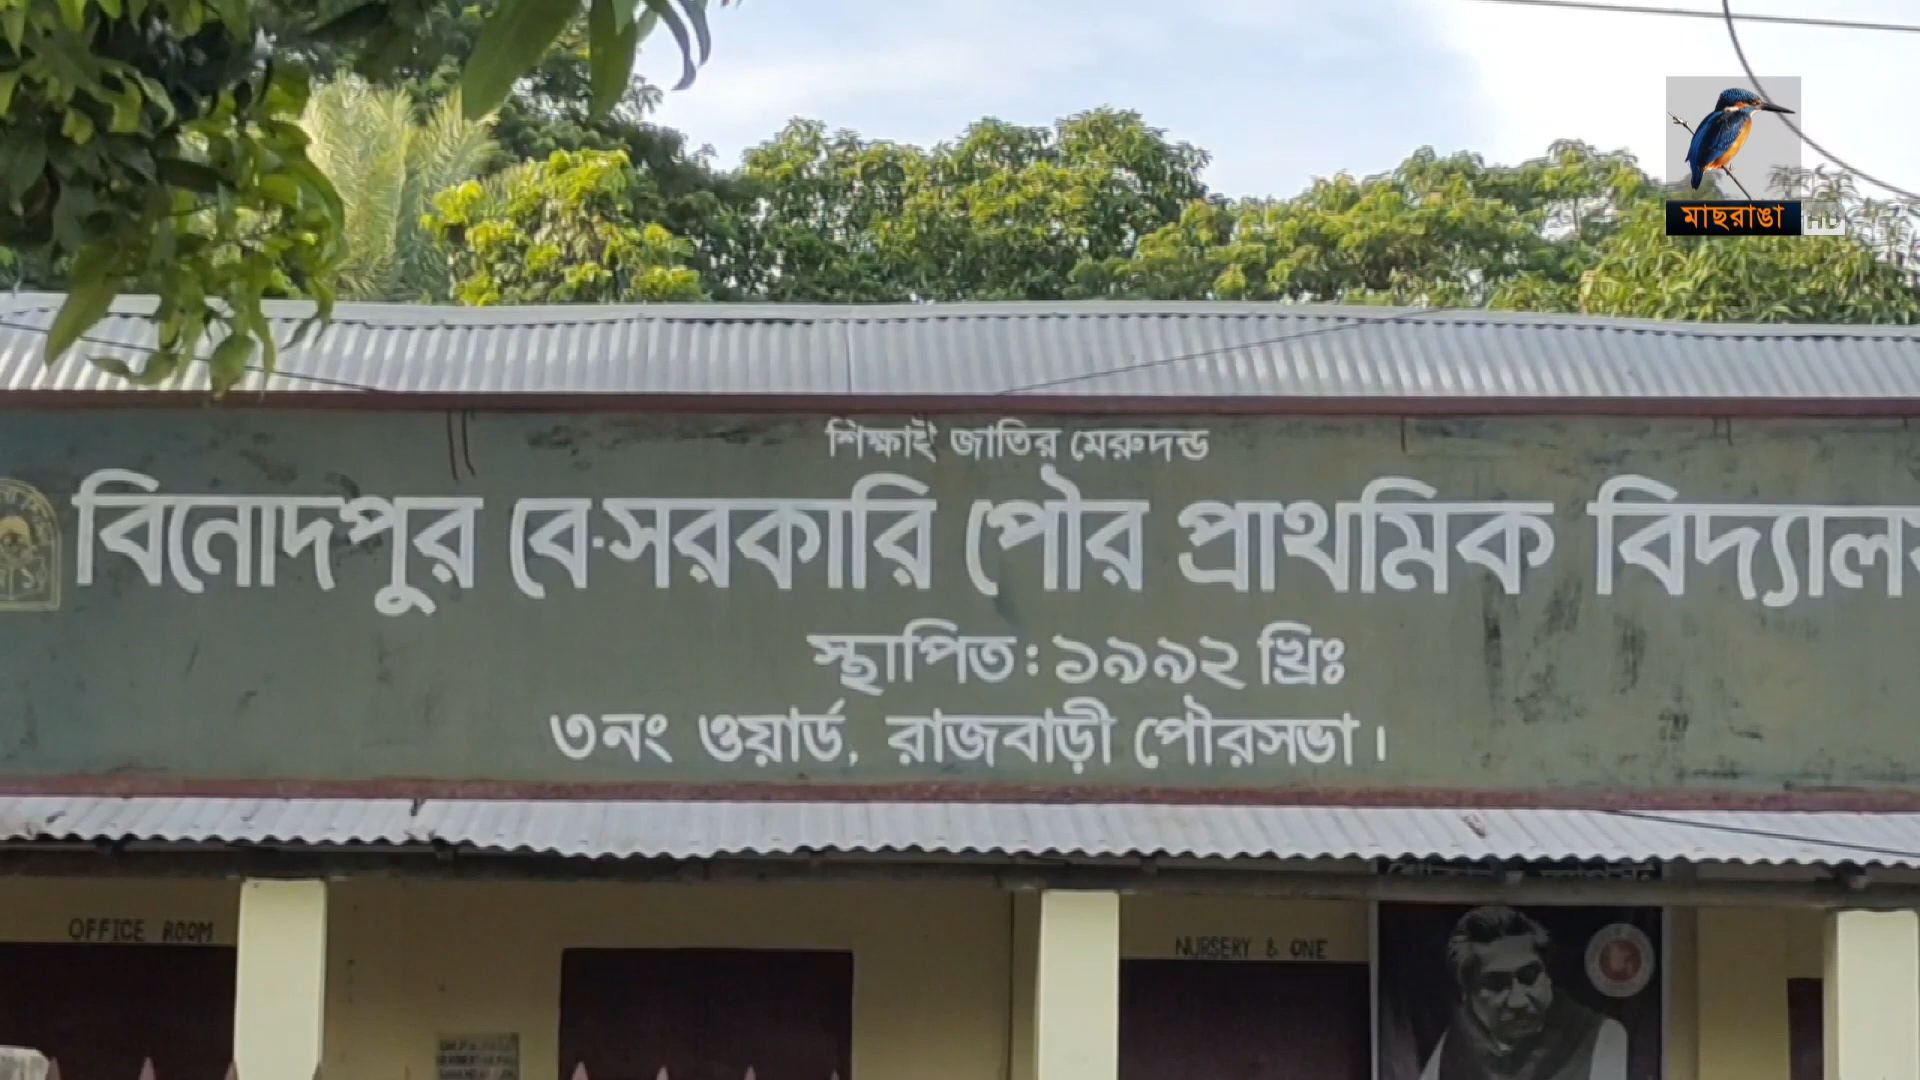 মাছরাঙা HD
শিক্ষাই জাতির মেরুদন্ড
বিনোদপুর বে-সরকারি পৌর প্রাথমিক
স্থাপিত: ১৯৯২ খ্রিঃ
৩নং ওয়ার্ড, রাজবাড়ী পৌরসভা।
OFFICE ROOM
NURSERY & ONE